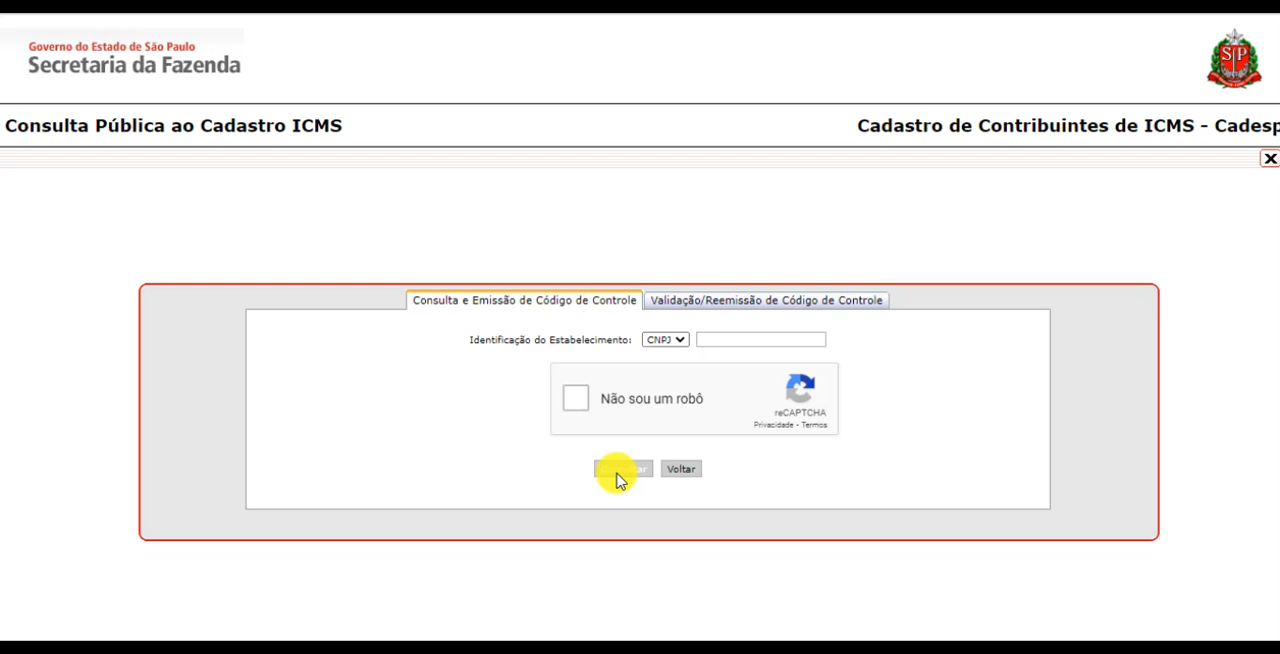 Governo do Estado de São Paulo
Secretaria da Fazenda
SP
Consulta Pública ao Cadastro ICMS
Cadastro de Contribuintes de ICMS - Cadesp
X
Consulta e Emissão de Código de Controle
Validação/Reemissão de Código de Controle
Identificação do Estabelecimento: CNPJ
Não sou um robô
reCAPTCHA
Privacidade - Termos
Voltar